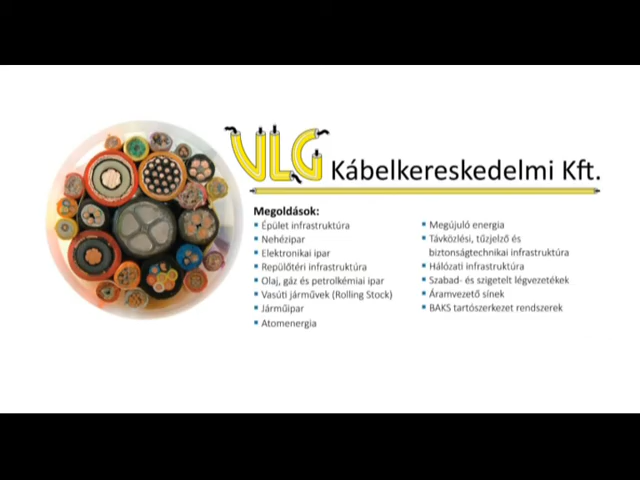 VLG Kábelkereskedelmi Kft.
Megoldások:
Épület infrastruktúra
Nehézipar
Elektronikai ipar
Repülőtéri infrastruktúra
Olaj, gáz és petrolkémiai ipar
Vasúti járművek (Rolling Stock)
Járműipar
Atomenergia
Megújuló energia
Távközlési, tűzjelző és
biztonságtechnikai infrastruktúra
Hálózati infrastruktúra
Szabad- és szigetelt légvezetékek
Áramvezető sínek
BAKS tartószerkezet rendszerek